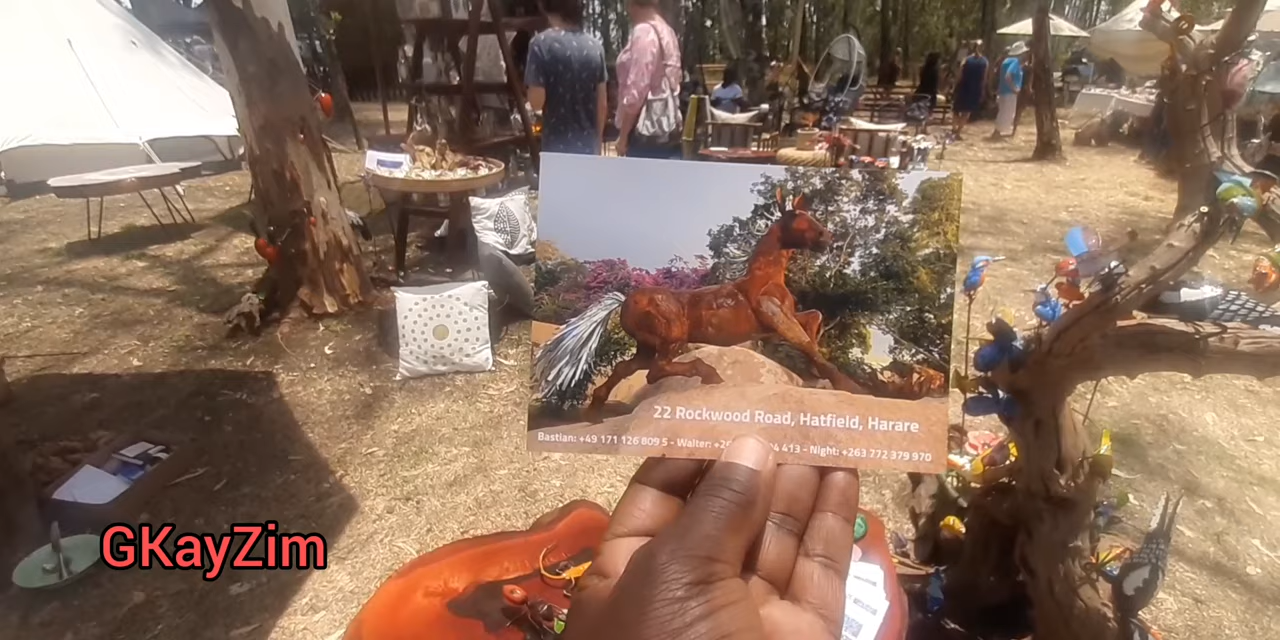 22 Rockwood Road, Hatfield, Harare
Bastian: +49 171 126 809 5 - Walter: 413 - Night: +263 772 379 970
GKayZim